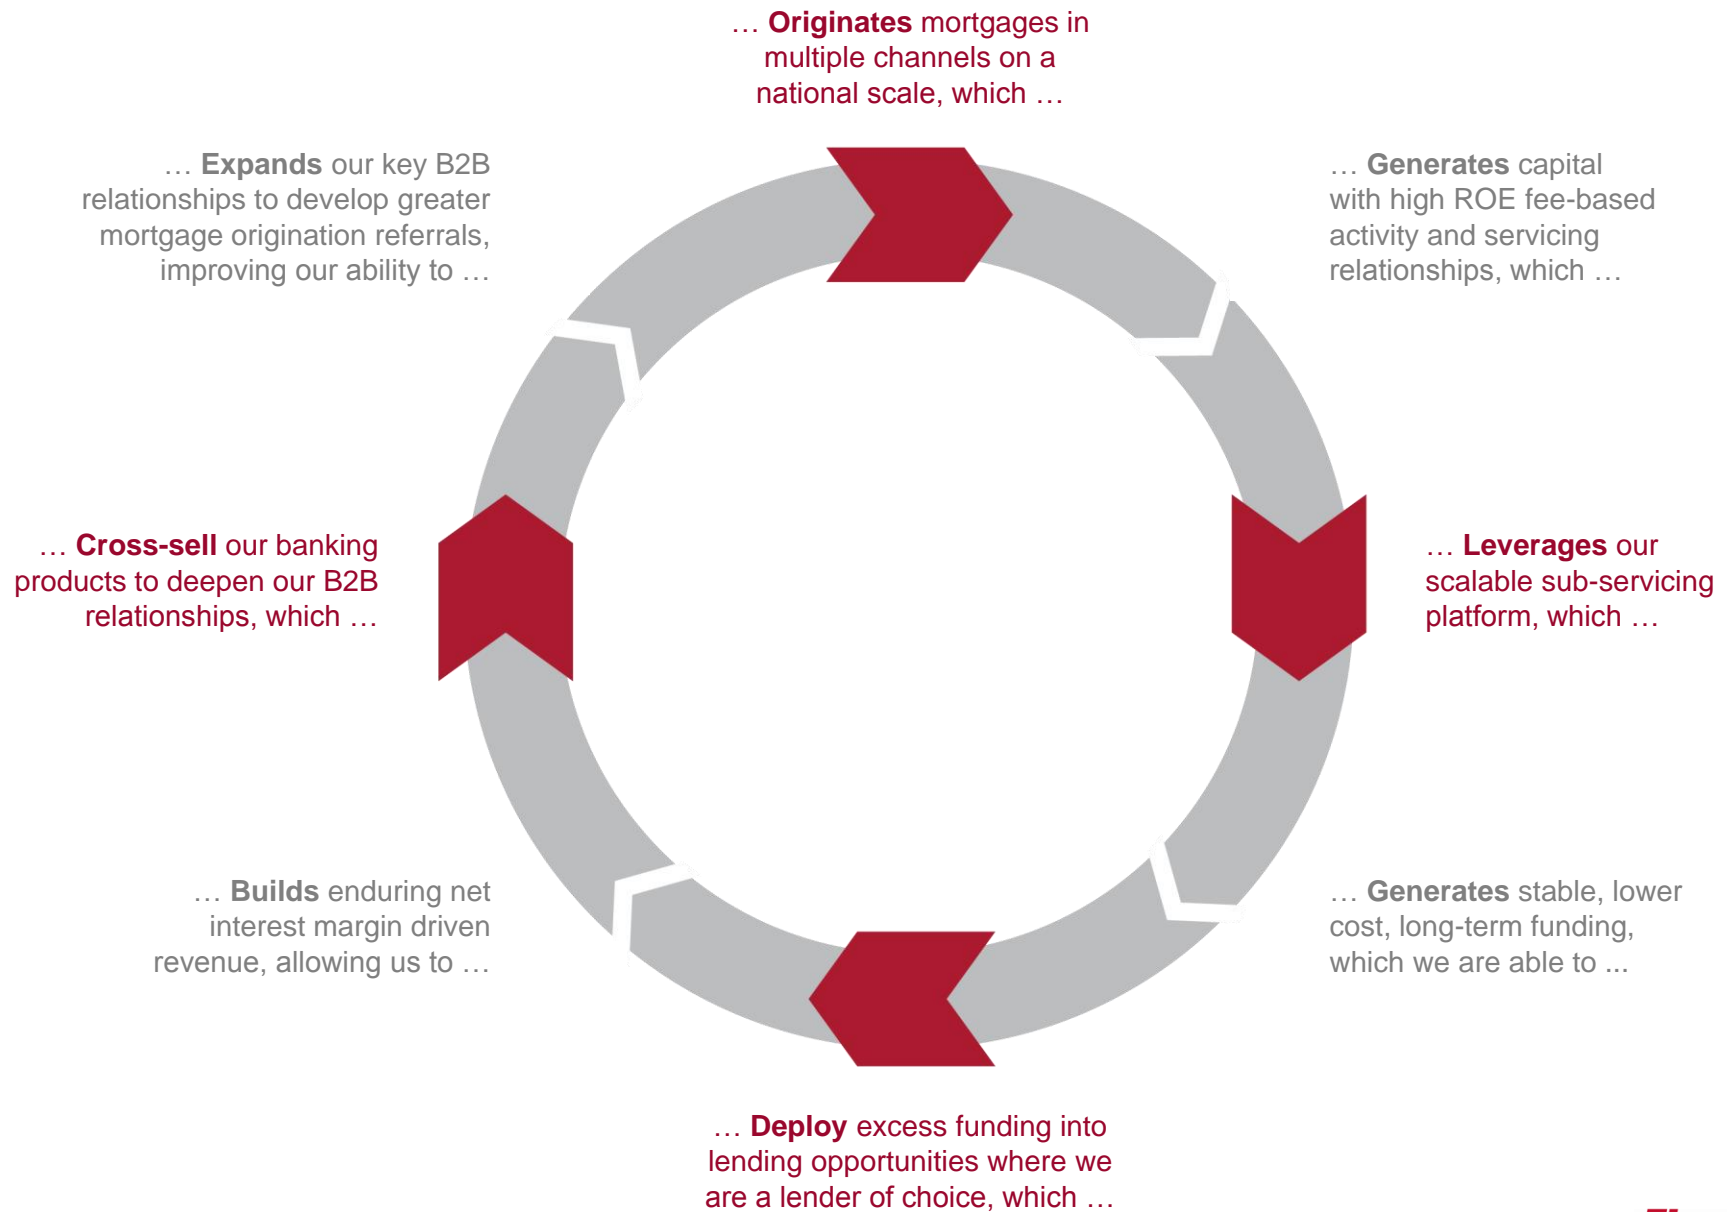 … Originates mortgages in
multiple channels on a
national scale, which …
… Generates capital
with high ROE fee-based
activity and servicing
relationships, which …
… Leverages our
scalable sub-servicing
platform, which …
… Generates stable, lower
cost, long-term funding,
which we are able to ...
… Deploy excess funding into
lending opportunities where we
are a lender of choice, which …
… Builds enduring net
interest margin driven
revenue, allowing us to …
… Cross-sell our banking
products to deepen our B2B
relationships, which …
… Expands our key B2B
relationships to develop greater
mortgage origination referrals,
improving our ability to …